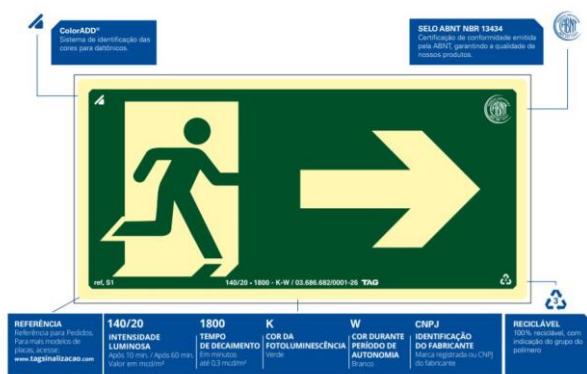 ColorADD®
Sistema de identificação das
cores para daltônicos.
SELO ABNT NBR 13434
Certificação de conformidade emitida
pela ABNT, garantindo a qualidade de
nossos produtos.
ABNT
ABNT
ref. S1
140/20 - 1800 - K-W / 03.686.682/0001-26 TAG
3
REFERÊNCIA
Referência para Pedidos.
Para mais modelos de
placas, acesse:
www.tagsinalizacao.com
140/20
INTENSIDADE
LUMINOSA
Após 10 min. / Após 60 min.
Valor em mcd/m²
1800
TEMPO
DE DECAIMENTO
Em minutos
até 0,3 mcd/m²
K
COR DA
FOTOLUMINESCÊNCIA
Verde
W
COR DURANTE
PERÍODO DE
AUTONOMIA
Branco
CNPJ
IDENTIFICAÇÃO
DO FABRICANTE
Marca registrada ou CNPJ
do fabricante
RECICLÁVEL
100% reciclável, com
indicação do grupo do
polímero